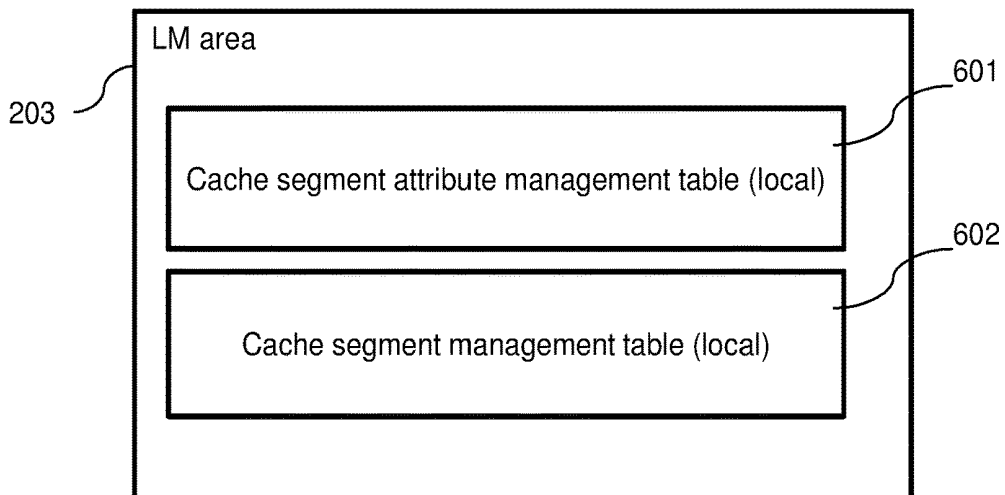 LM area
601
203
Cache segment attribute management table (local)
602
Cache segment management table (local)